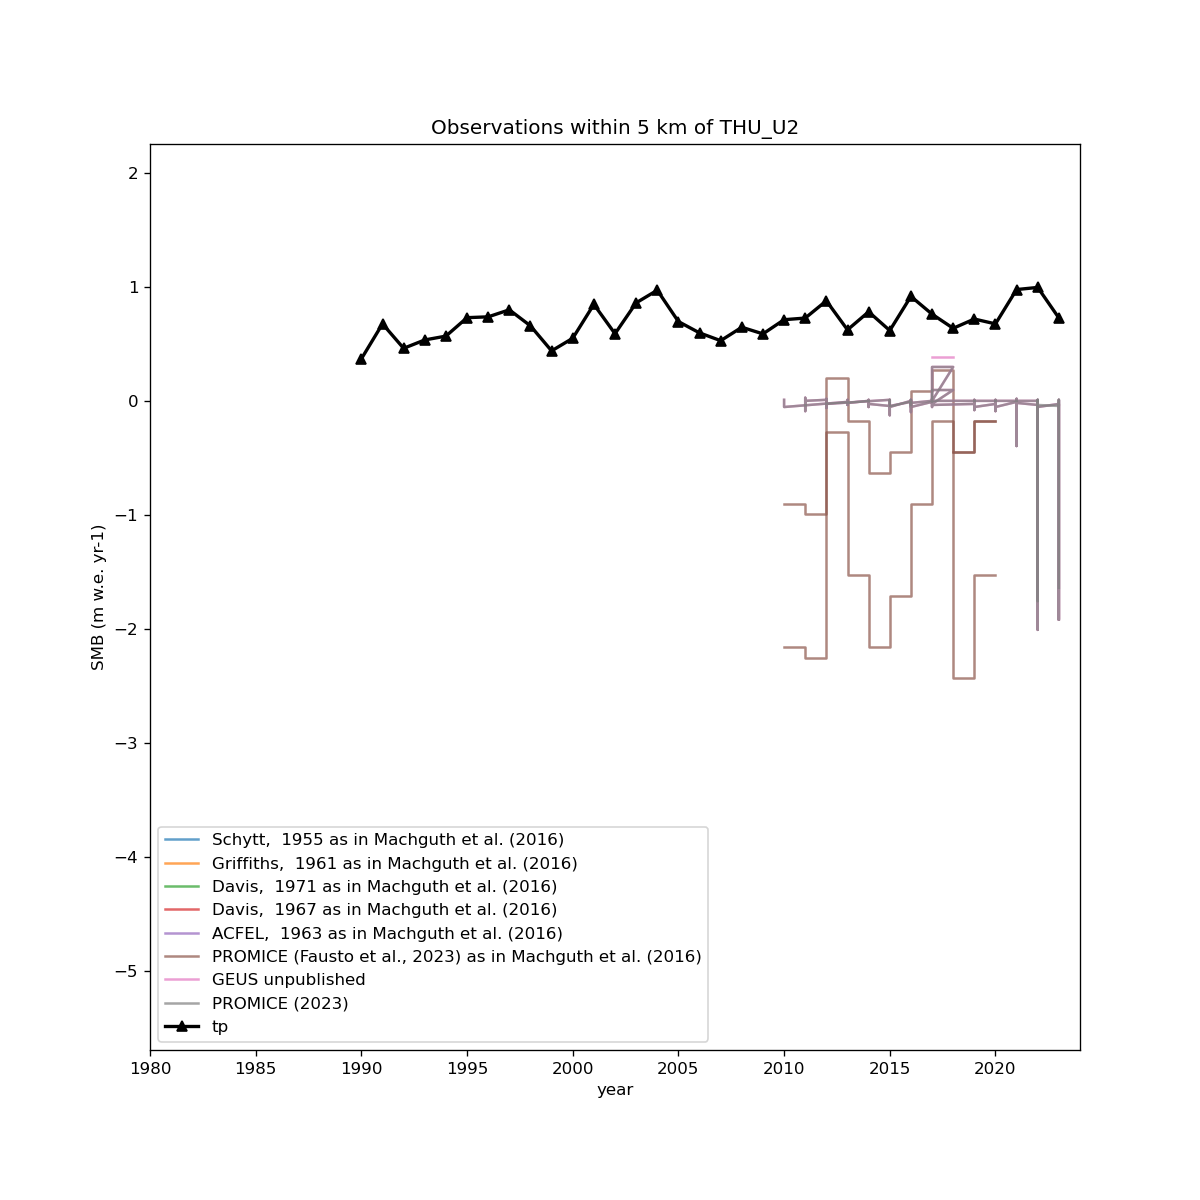 Observations within 5 km of THU_U2
2
1
0
−1
−2
−3
−4
−5
SMB (m w.e. yr-1)
Schytt,  1955 as in Machguth et al. (2016)
Griffiths,  1961 as in Machguth et al. (2016)
Davis,  1971 as in Machguth et al. (2016)
Davis,  1967 as in Machguth et al. (2016)
ACFEL,  1963 as in Machguth et al. (2016)
PROMICE (Fausto et al., 2023) as in Machguth et al. (2016)
GEUS unpublished
PROMICE (2023)
tp
1980 1985 1990 1995 2000 2005 2010 2015 2020
year